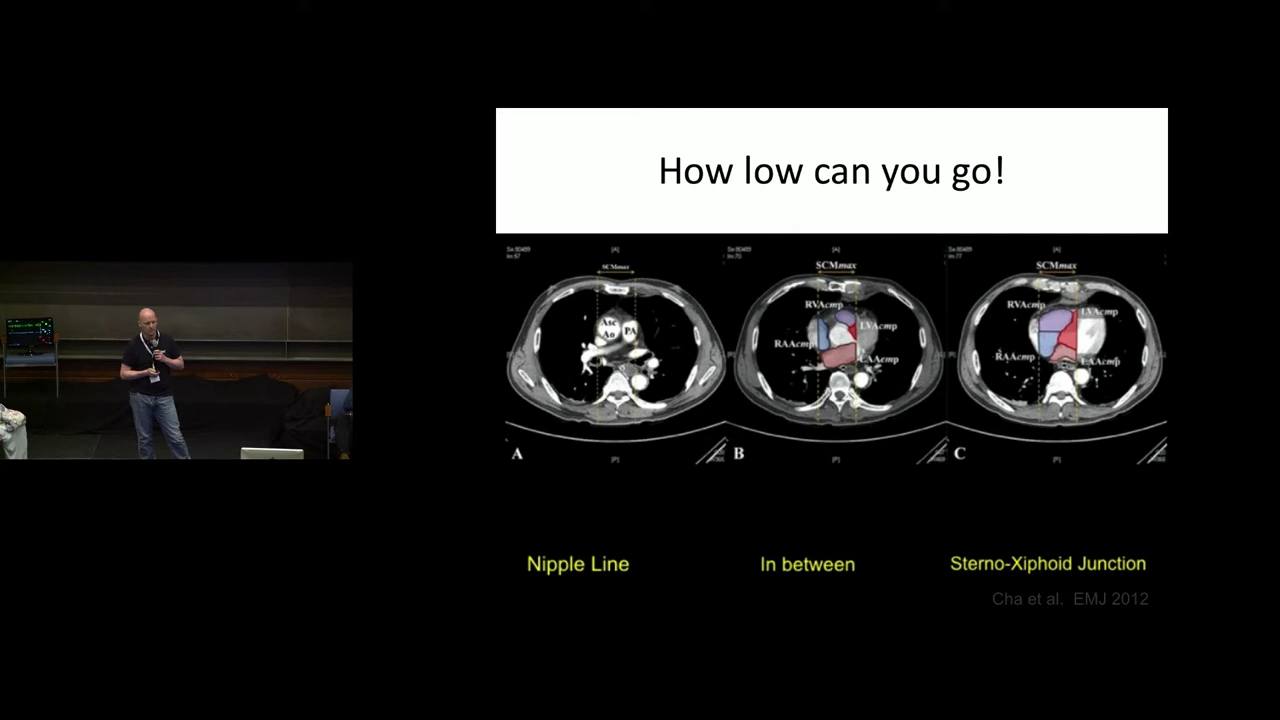 How low can you go!
[A]
SCMmax
Asc
Ao
PA
A
[P]
[A]
SCMmax
RVAcmp
LVAcmp
RAAcmp
LAAcmp
B
[P]
[A]
SCMmax
RVAcmp
LVAcmp
RAAcmp
LAAcmp
C
[P]
Nipple Line
In between
Sterno-Xiphoid Junction
Cha et al. EMJ 2012